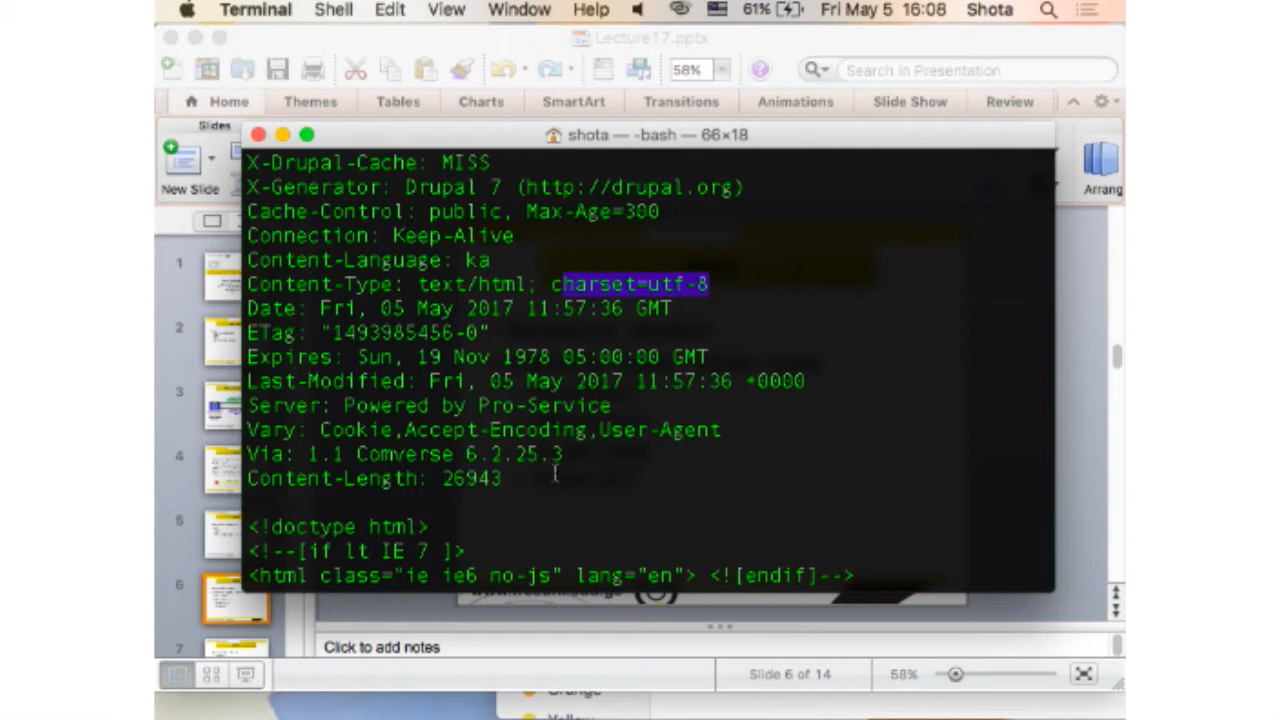 Terminal Shell Edit View Window Help 61% Fri May 5 16:08 Shota
Lecture17.pptx
58% Search in Presentation
Home Themes Tables Charts SmartArt Transitions Animations Slide Show Review
Slides
New Slide
Arrang
shota — -bash — 66×18
X-Drupal-Cache: MISS
X-Generator: Drupal 7 (http://drupal.org)
Cache-Control: public, Max-Age=300
Connection: Keep-Alive
Content-Language: ka
Content-Type: text/html; charset=utf-8
Date: Fri, 05 May 2017 11:57:36 GMT
ETag: "1493985456-0"
Expires: Sun, 19 Nov 1978 05:00:00 GMT
Last-Modified: Fri, 05 May 2017 11:57:36 +0000
Server: Powered by Pro-Service
Vary: Cookie,Accept-Encoding,User-Agent
Via: 1.1 Comverse 6.2.25.3
Content-Length: 26943
<!doctype html>
<!--[if lt IE 7 ]>
<html class="ie ie6 no-js" lang="en"> <![endif]-->
1
2
3
4
5
6
7
Click to add notes
Slide 6 of 14 58%
Orange
Yellow